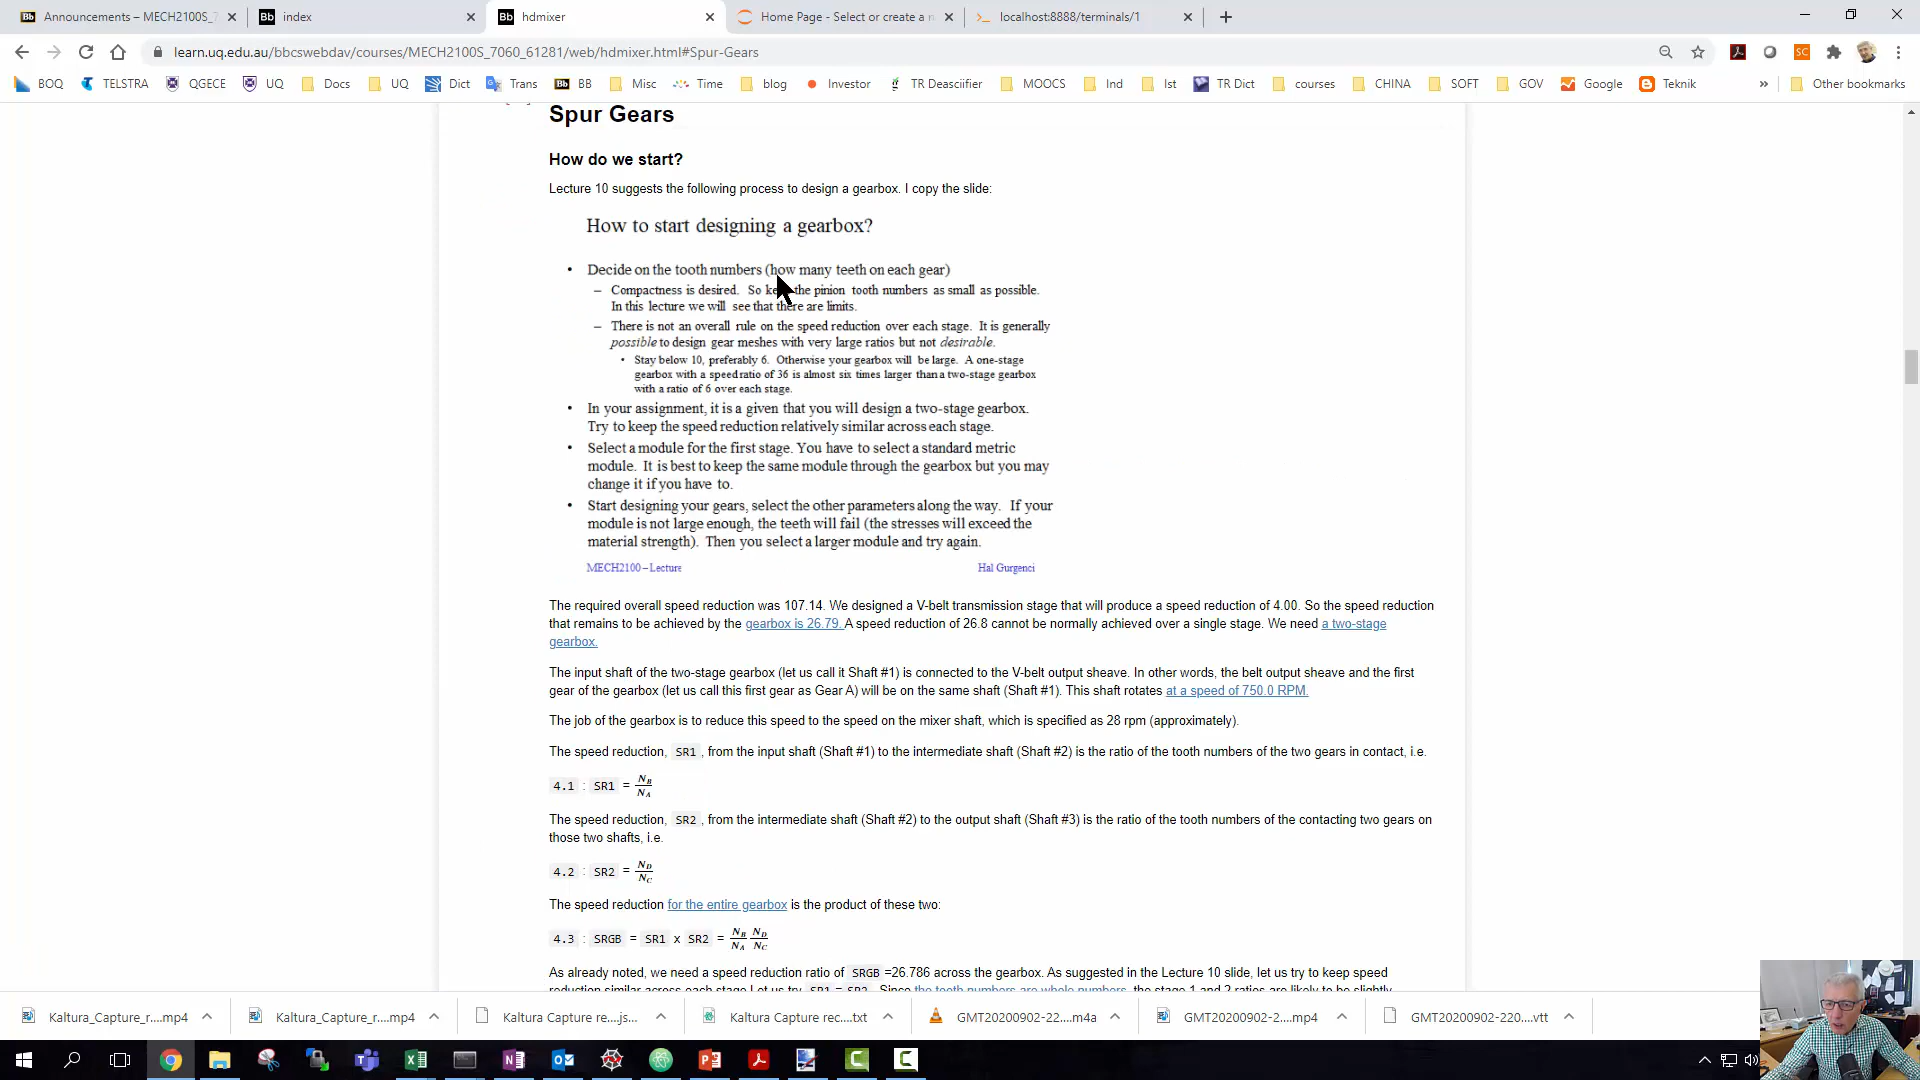 Announcements – MECH2100S_7
index
hdmixer
Home Page - Select or create a n
localhost:8888/terminals/1
learn.uq.edu.au/bbcswebdav/courses/MECH2100S_7060_61281/web/hdmixer.html#Spur-Gears
BOQ
TELSTRA
QGECE
UQ
Docs
UQ
Dict
Trans
BB
Misc
Time
blog
Investor
TR Deasciifier
MOOCS
Ind
Ist
TR Dict
courses
CHINA
SOFT
GOV
Google
Teknik
»
Other bookmarks
Spur Gears
How do we start?
Lecture 10 suggests the following process to design a gearbox. I copy the slide:
How to start designing a gearbox?
• Decide on the tooth numbers (how many teeth on each gear)
– Compactness is desired. So keep the pinion tooth numbers as small as possible.
In this lecture we will see that there are limits.
– There is not an overall rule on the speed reduction over each stage. It is generally
possible to design gear meshes with very large ratios but not desirable.
• Stay below 10, preferably 6. Otherwise your gearbox will be large. A one-stage
gearbox with a speed ratio of 36 is almost six times larger than a two-stage gearbox
with a ratio of 6 over each stage.
• In your assignment, it is a given that you will design a two-stage gearbox.
Try to keep the speed reduction relatively similar across each stage.
• Select a module for the first stage. You have to select a standard metric
module. It is best to keep the same module through the gearbox but you may
change it if you have to.
• Start designing your gears, select the other parameters along the way. If your
module is not large enough, the teeth will fail (the stresses will exceed the
material strength). Then you select a larger module and try again.
MECH2100 – Lecture
Hal Gurgenci
The required overall speed reduction was 107.14. We designed a V-belt transmission stage that will produce a speed reduction of 4.00. So the speed reduction
that remains to be achieved by the gearbox is 26.79. A speed reduction of 26.8 cannot be normally achieved over a single stage. We need a two-stage
gearbox.
The input shaft of the two-stage gearbox (let us call it Shaft #1) is connected to the V-belt output sheave. In other words, the belt output sheave and the first
gear of the gearbox (let us call this first gear as Gear A) will be on the same shaft (Shaft #1). This shaft rotates at a speed of 750.0 RPM.
The job of the gearbox is to reduce this speed to the speed on the mixer shaft, which is specified as 28 rpm (approximately).
The speed reduction, SR1 , from the input shaft (Shaft #1) to the intermediate shaft (Shaft #2) is the ratio of the tooth numbers of the two gears in contact, i.e.
4.1 : SR1 = N_B / N_A
The speed reduction, SR2 , from the intermediate shaft (Shaft #2) to the output shaft (Shaft #3) is the ratio of the tooth numbers of the contacting two gears on
those two shafts, i.e.
4.2 : SR2 = N_D / N_C
The speed reduction for the entire gearbox is the product of these two:
4.3 : SRGB = SR1 x SR2 = N_B / N_A N_D / N_C
As already noted, we need a speed reduction ratio of SRGB =26.786 across the gearbox. As suggested in the Lecture 10 slide, let us try to keep speed
reduction similar across each stage Let us try SR1 = SR2 . Since the tooth numbers are whole numbers, the stage 1 and 2 ratios are likely to be slightly
Kaltura_Capture_r....mp4
Kaltura_Capture_r....mp4
Kaltura Capture re....js...
Kaltura Capture rec....txt
GMT20200902-22....m4a
GMT20200902-2....mp4
GMT20200902-220....vtt